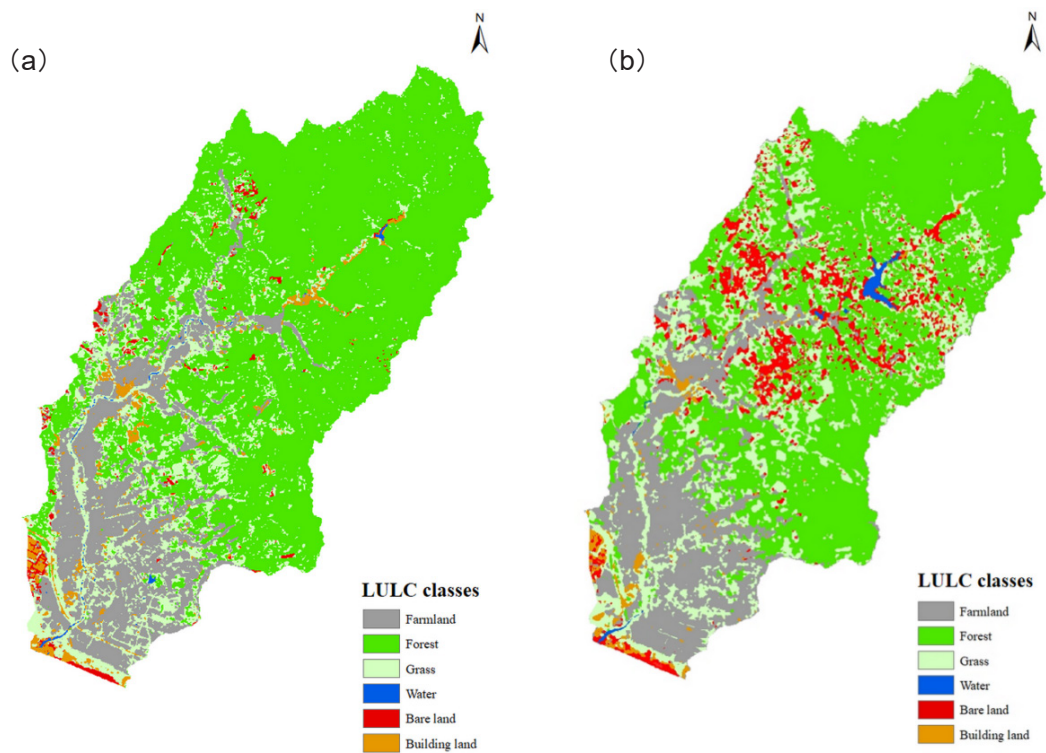 (a)
N
LULC classes
Farmland
Forest
Grass
Water
Bare land
Building land
(b)
N
LULC classes
Farmland
Forest
Grass
Water
Bare land
Building land